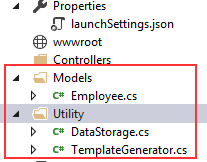 Properties
launchSettings.json
wwwroot
Controllers
Models
C# Employee.cs
Utility
C# DataStorage.cs
C# TemplateGenerator.cs